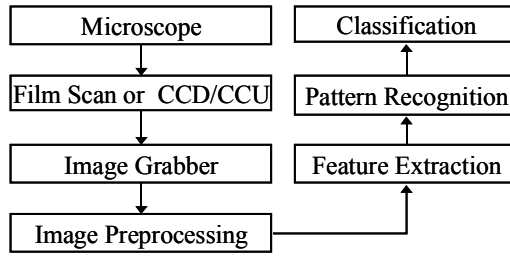 Microscope
Film Scan or CCD/CCU
Image Grabber
Image Preprocessing
Feature Extraction
Pattern Recognition
Classification